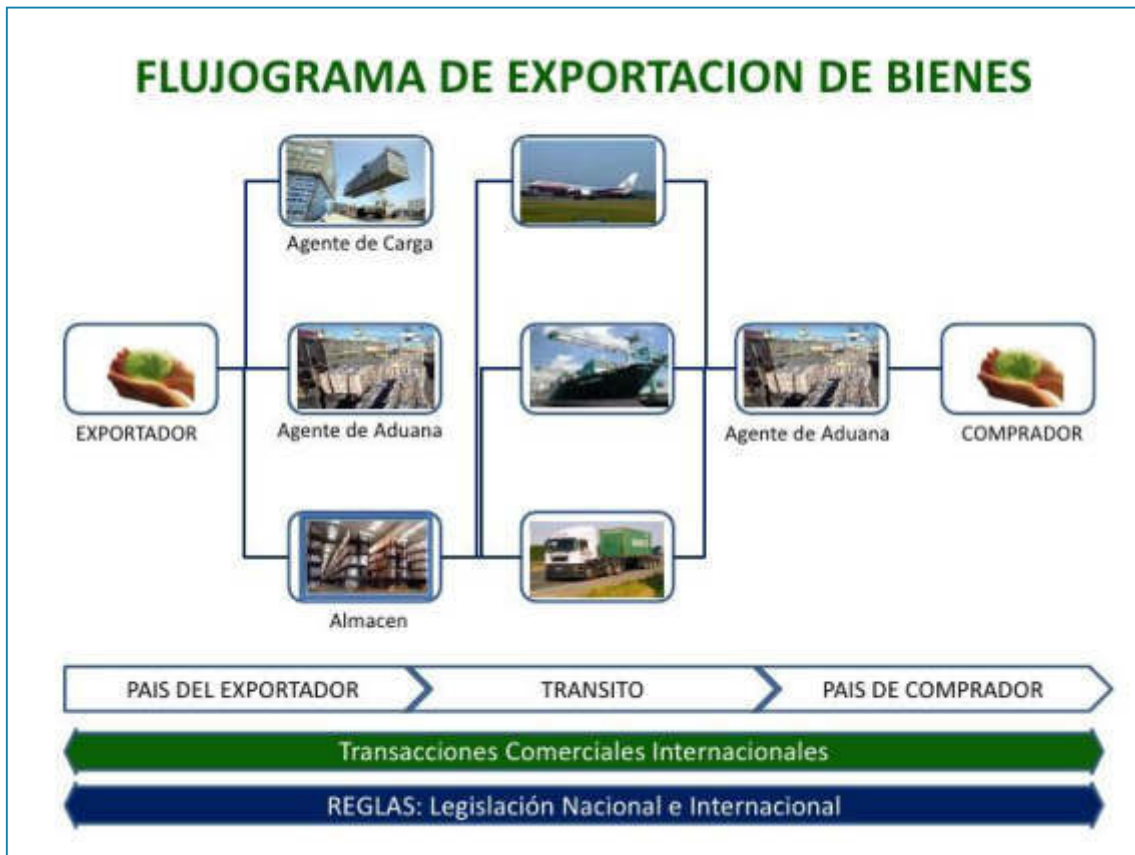 FLUJOGRAMA DE EXPORTACION DE BIENES
Agente de Carga
EXPORTADOR
Agente de Aduana
Agente de Aduana
COMPRADOR
Almacen
PAIS DEL EXPORTADOR
TRANSITO
PAIS DE COMPRADOR
Transacciones Comerciales Internacionales
REGLAS: Legislación Nacional e Internacional